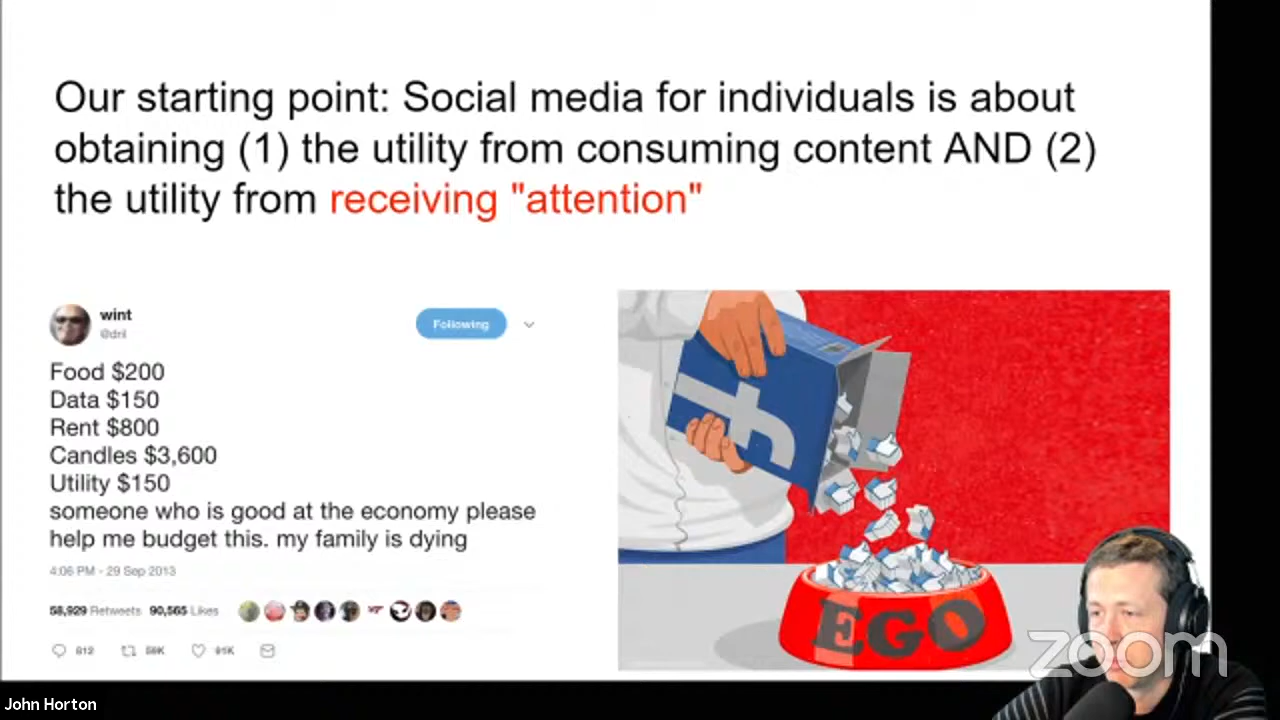 Our starting point: Social media for individuals is about
obtaining (1) the utility from consuming content AND (2)
the utility from receiving "attention"
wint
@dril
Following
Food $200
Data $150
Rent $800
Candles $3,600
Utility $150
someone who is good at the economy please
help me budget this. my family is dying
4:06 PM - 29 Sep 2013
58,929 Retweets 90,565 Likes
812 59K 91K
f
EGO
zoom
John Horton